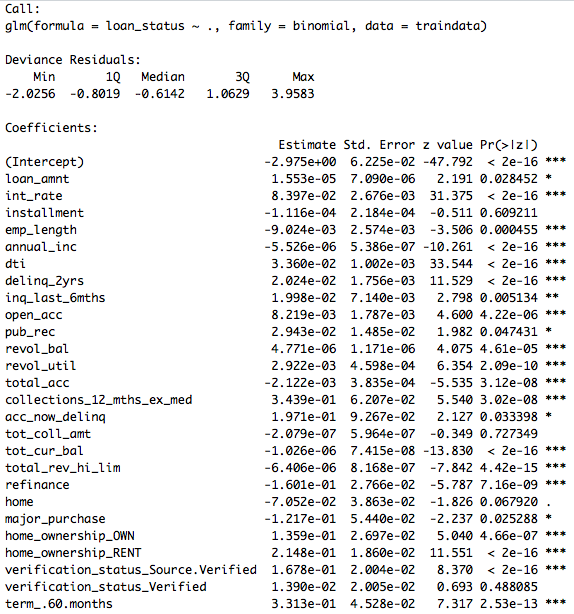 Call:
glm(formula = loan_status ~ ., family = binomial, data = traindata)
Deviance Residuals:
Min 1Q Median 3Q Max
-2.0256 -0.8019 -0.6142 1.0629 3.9583
Coefficients:
Estimate Std. Error z value Pr(>|z|)
(Intercept) -2.975e+00 6.225e-02 -47.792 < 2e-16 ***
loan_amnt 1.553e-05 7.090e-06 2.191 0.028452 *
int_rate 8.397e-02 2.676e-03 31.375 < 2e-16 ***
installment -1.116e-04 2.184e-04 -0.511 0.609211
emp_length -9.024e-03 2.574e-03 -3.506 0.000455 ***
annual_inc -5.526e-06 5.386e-07 -10.261 < 2e-16 ***
dti 3.360e-02 1.002e-03 33.544 < 2e-16 ***
delinq_2yrs 2.024e-02 1.756e-03 11.529 < 2e-16 ***
inq_last_6mths 1.998e-02 7.140e-03 2.798 0.005134 **
open_acc 8.219e-03 1.787e-03 4.600 4.22e-06 ***
pub_rec 2.943e-02 1.485e-02 1.982 0.047431 *
revol_bal 4.771e-06 1.171e-06 4.075 4.61e-05 ***
revol_util 2.922e-03 4.598e-04 6.354 2.09e-10 ***
total_acc -2.122e-03 3.835e-04 -5.535 3.12e-08 ***
collections_12_mths_ex_med 3.439e-01 6.207e-02 5.540 3.02e-08 ***
acc_now_delinq 1.971e-01 9.267e-02 2.127 0.033398 *
tot_coll_amt -2.079e-07 5.964e-07 -0.349 0.727349
tot_cur_bal -1.026e-06 7.415e-08 -13.830 < 2e-16 ***
total_rev_hi_lim -6.406e-06 8.168e-07 -7.842 4.42e-15 ***
refinance -1.601e-01 2.766e-02 -5.787 7.16e-09 ***
home -7.052e-02 3.863e-02 -1.826 0.067920 .
major_purchase -1.217e-01 5.440e-02 -2.237 0.025288 *
home_ownership_OWN 1.359e-01 2.697e-02 5.040 4.66e-07 ***
home_ownership_RENT 2.148e-01 1.860e-02 11.551 < 2e-16 ***
verification_status_Source.Verified 1.678e-01 2.004e-02 8.370 < 2e-16 ***
verification_status_Verified 1.390e-02 2.005e-02 0.693 0.488085
term_.60.months 3.313e-01 4.528e-02 7.317 2.53e-13 ***